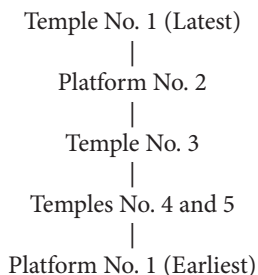 Temple No. 1 (Latest)
Platform No. 2
Temple No. 3
Temples No. 4 and 5
Platform No. 1 (Earliest)